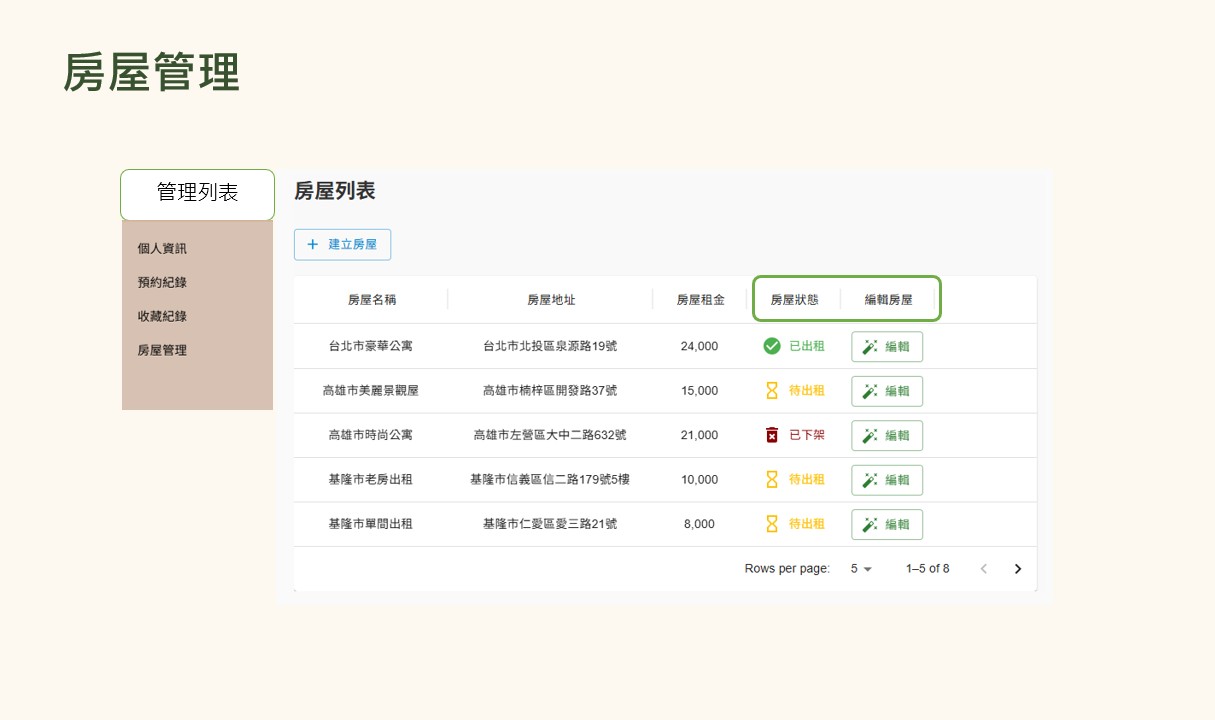 房屋管理
管理列表
個人資訊
預約紀錄
收藏紀錄
房屋管理
房屋列表
+ 建立房屋
房屋名稱 房屋地址 房屋租金 房屋狀態 編輯房屋
台北市豪華公寓 台北市北投區泉源路19號 24,000 已出租 編輯
高雄市美麗景觀屋 高雄市楠梓區開發路37號 15,000 待出租 編輯
高雄市時尚公寓 高雄市左營區大中二路632號 21,000 已下架 編輯
基隆市老房出租 基隆市信義區信二路179號5樓 10,000 待出租 編輯
基隆市單間出租 基隆市仁愛區愛三路21號 8,000 待出租 編輯
Rows per page: 5 1–5 of 8